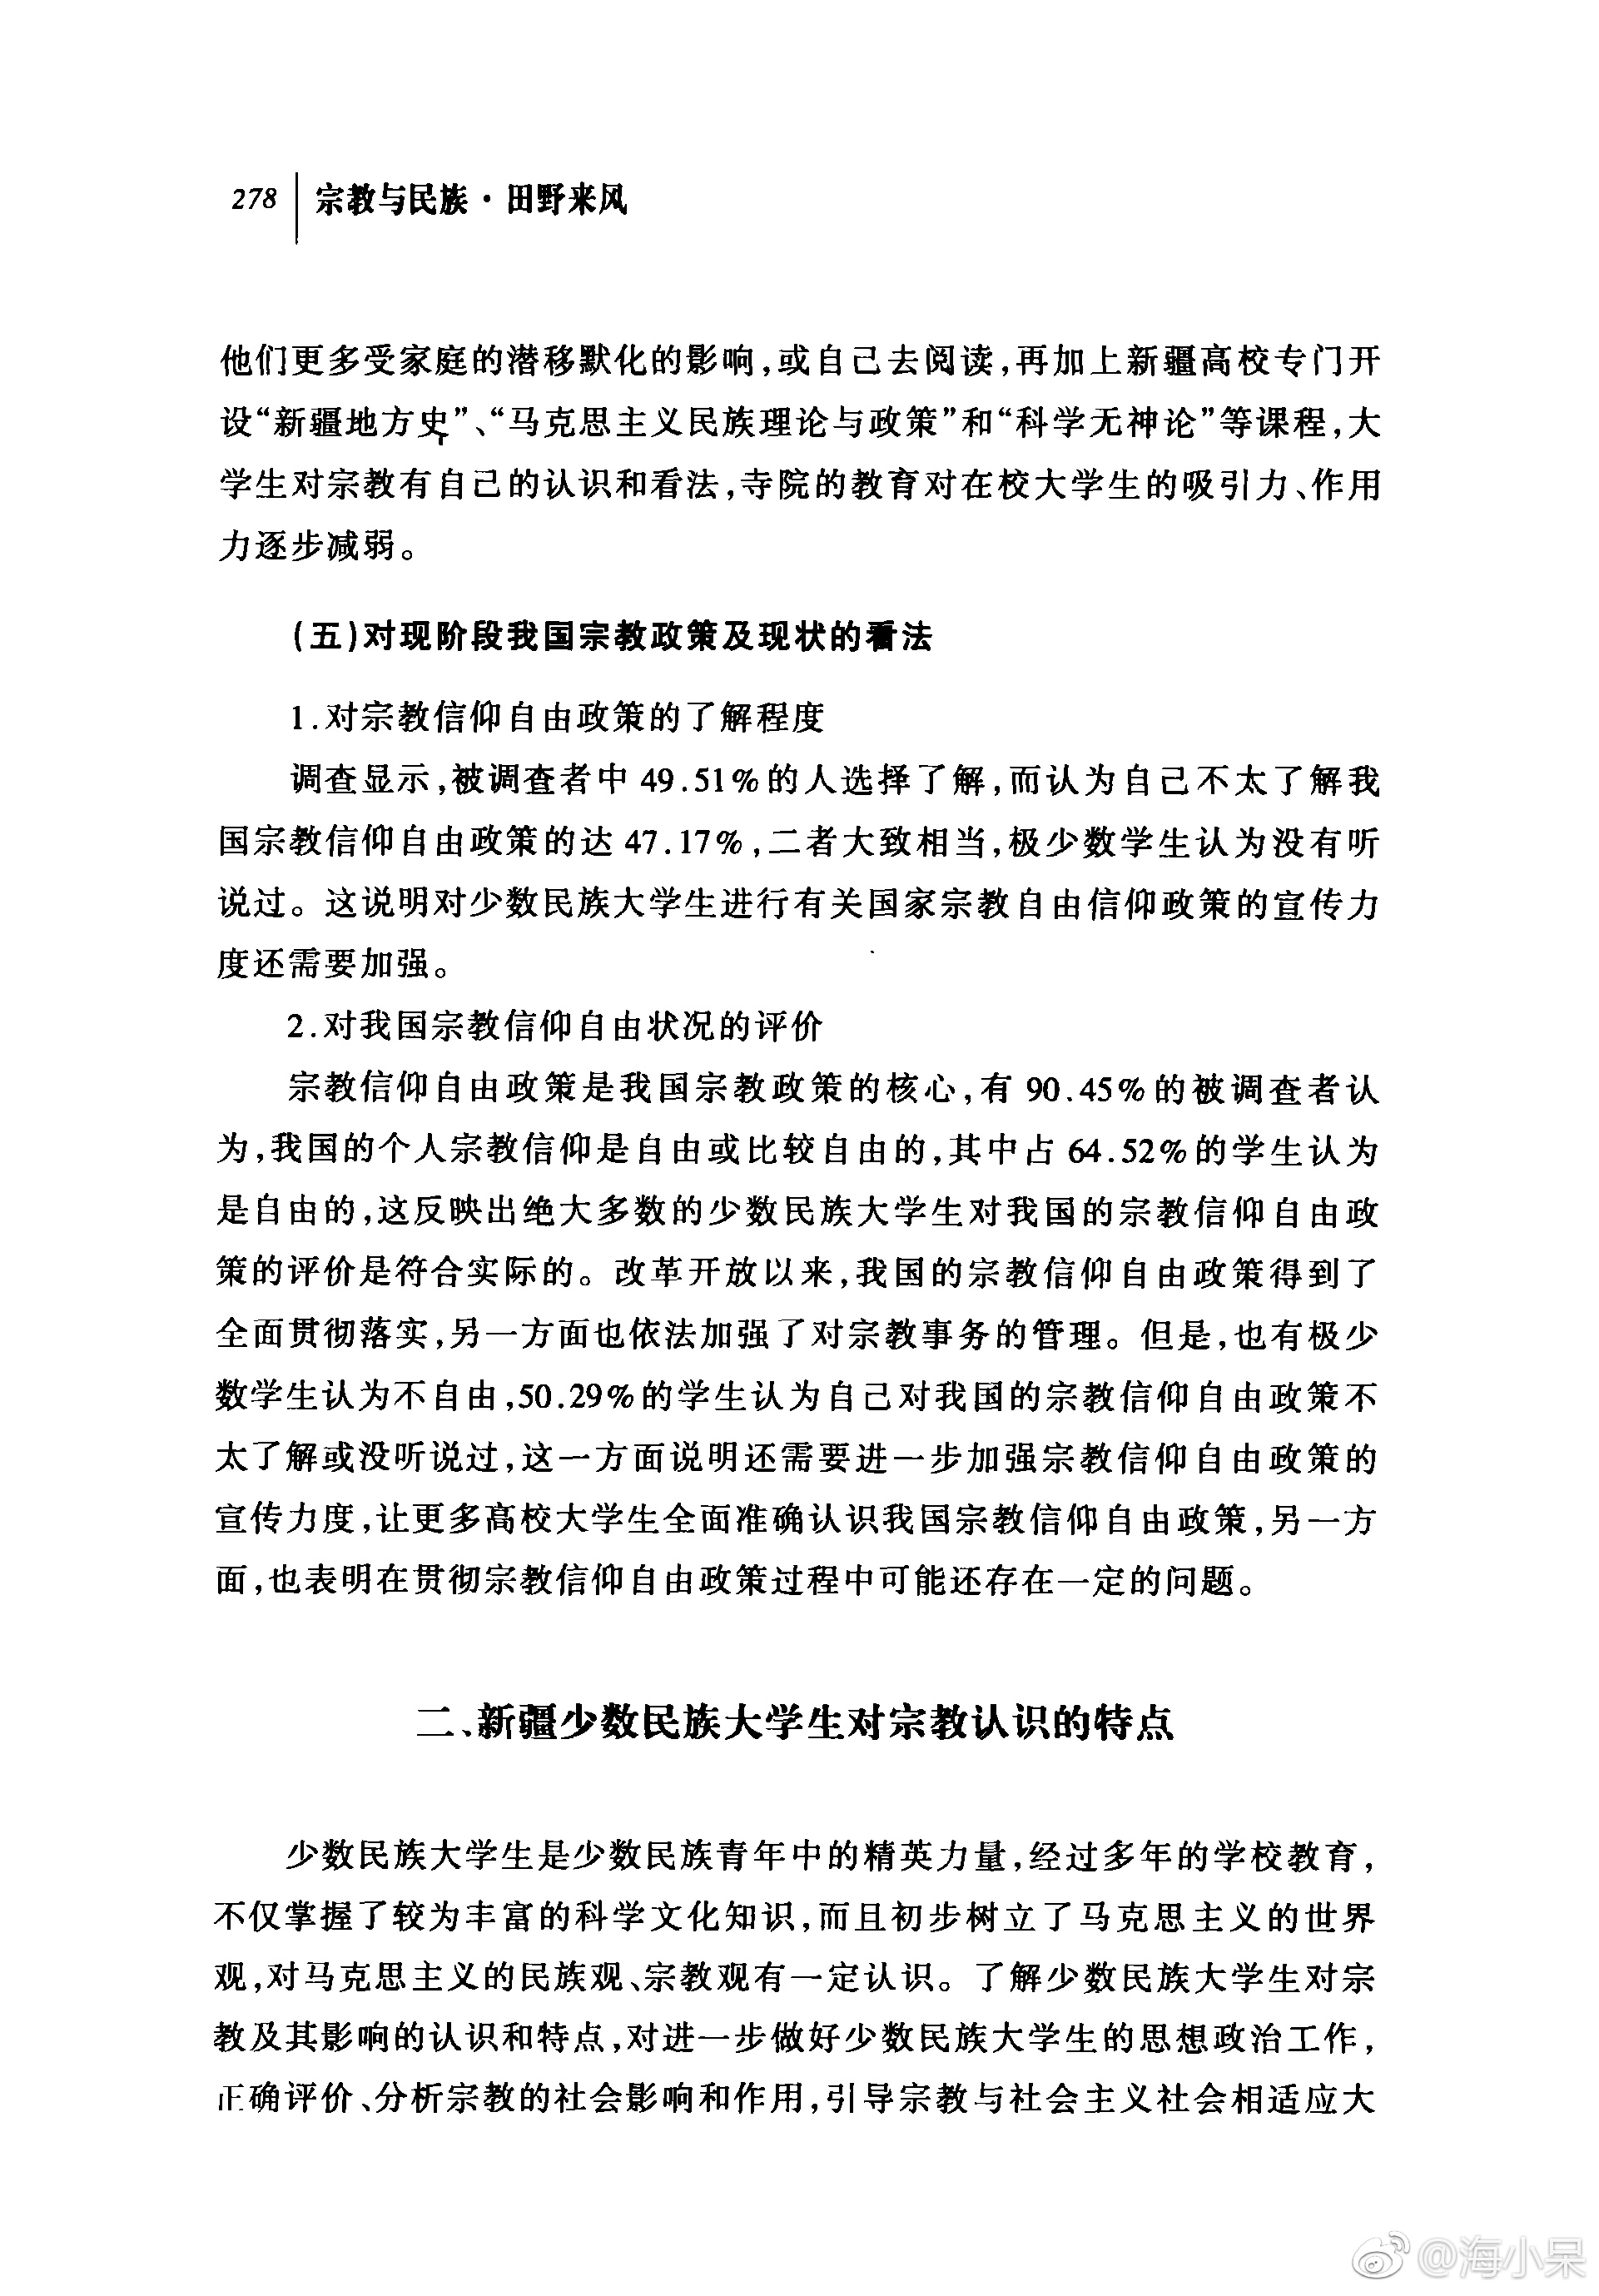 278 宗教与民族·田野来风
他们更多受家庭的潜移默化的影响,或自己去阅读,再加上新疆高校专门开
设“新疆地方史”、“马克思主义民族理论与政策”和“科学无神论”等课程,大
学生对宗教有自己的认识和看法,寺院的教育对在校大学生的吸引力、作用
力逐步减弱。
(五)对现阶段我国宗教政策及现状的看法
1.对宗教信仰自由政策的了解程度
调查显示,被调查者中49.51%的人选择了解,而认为自己不太了解我
国宗教信仰自由政策的达47.17%,二者大致相当,极少数学生认为没有听
说过。这说明对少数民族大学生进行有关国家宗教自由信仰政策的宣传力
度还需要加强。
2.对我国宗教信仰自由状况的评价
宗教信仰自由政策是我国宗教政策的核心,有90.45%的被调查者认
为,我国的个人宗教信仰是自由或比较自由的,其中占64.52%的学生认为
是自由的,这反映出绝大多数的少数民族大学生对我国的宗教信仰自由政
策的评价是符合实际的。改革开放以来,我国的宗教信仰自由政策得到了
全面贯彻落实,另一方面也依法加强了对宗教事务的管理。但是,也有极少
数学生认为不自由,50.29%的学生认为自己对我国的宗教信仰自由政策不
太了解或没听说过,这一方面说明还需要进一步加强宗教信仰自由政策的
宣传力度,让更多高校大学生全面准确认识我国宗教信仰自由政策,另一方
面,也表明在贯彻宗教信仰自由政策过程中可能还存在一定的问题。
二、新疆少数民族大学生对宗教认识的特点
少数民族大学生是少数民族青年中的精英力量,经过多年的学校教育,
不仅掌握了较为丰富的科学文化知识,而且初步树立了马克思主义的世界
观,对马克思主义的民族观、宗教观有一定认识。了解少数民族大学生对宗
教及其影响的认识和特点,对进一步做好少数民族大学生的思想政治工作,
正确评价、分析宗教的社会影响和作用,引导宗教与社会主义社会相适应大
@海小呆